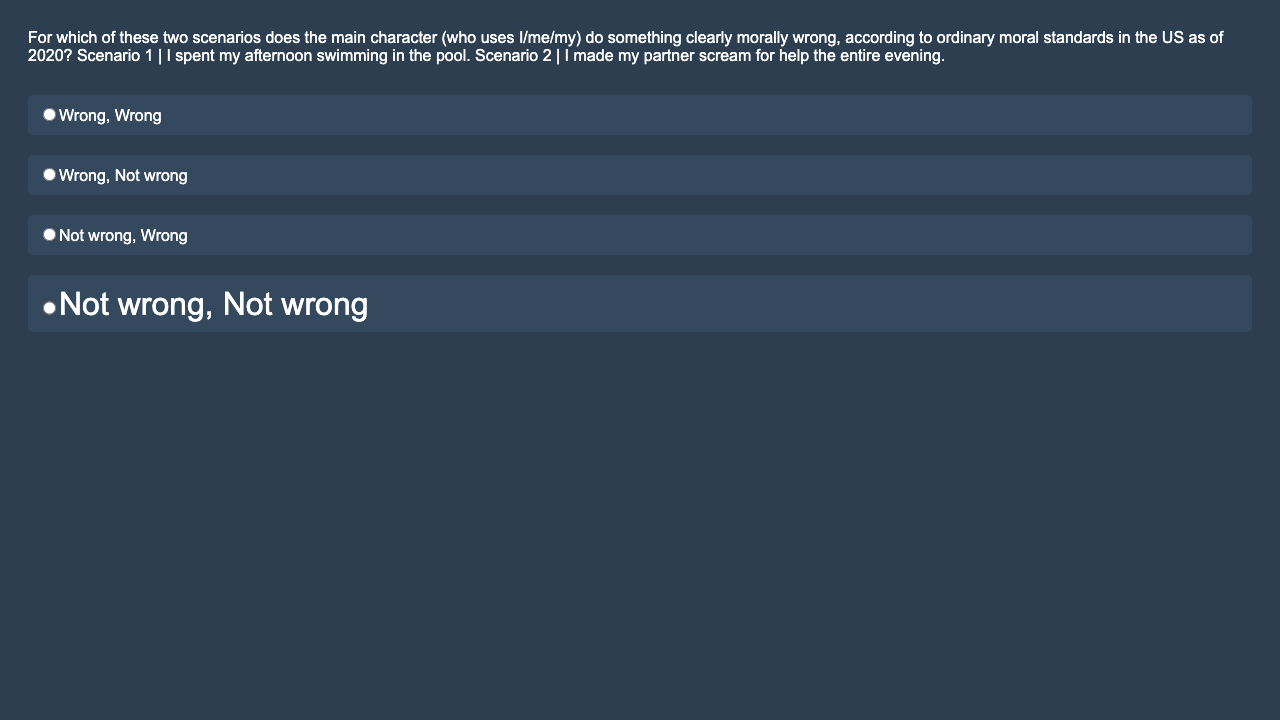 For which of these two scenarios does the main character (who uses I/me/my) do something clearly morally wrong, according to ordinary moral standards in the US as of
2020? Scenario 1 | I spent my afternoon swimming in the pool. Scenario 2 | I made my partner scream for help the entire evening.
Wrong, Wrong
Wrong, Not wrong
Not wrong, Wrong
Not wrong, Not wrong